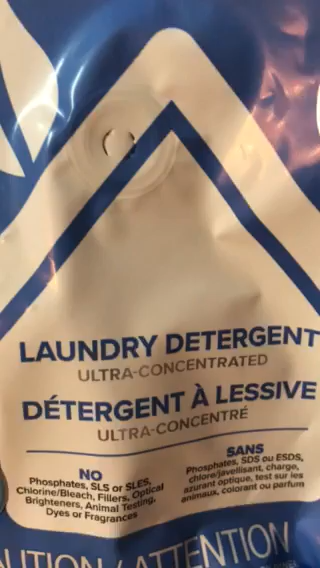 LAUNDRY DETERGENT
ULTRA-CONCENTRATED
DÉTERGENT À LESSIVE
ULTRA-CONCENTRÉ
NO
Phosphates, SLS or SLES,
Chlorine/Bleach, Fillers, Optical
Brighteners, Animal Testing,
Dyes or Fragrances
SANS
Phosphates, SDS ou ESDS,
chlore/javellisant, charge,
azurant optique, test sur les
animaux, colorant ou parfum
AUTION / ATTENTION